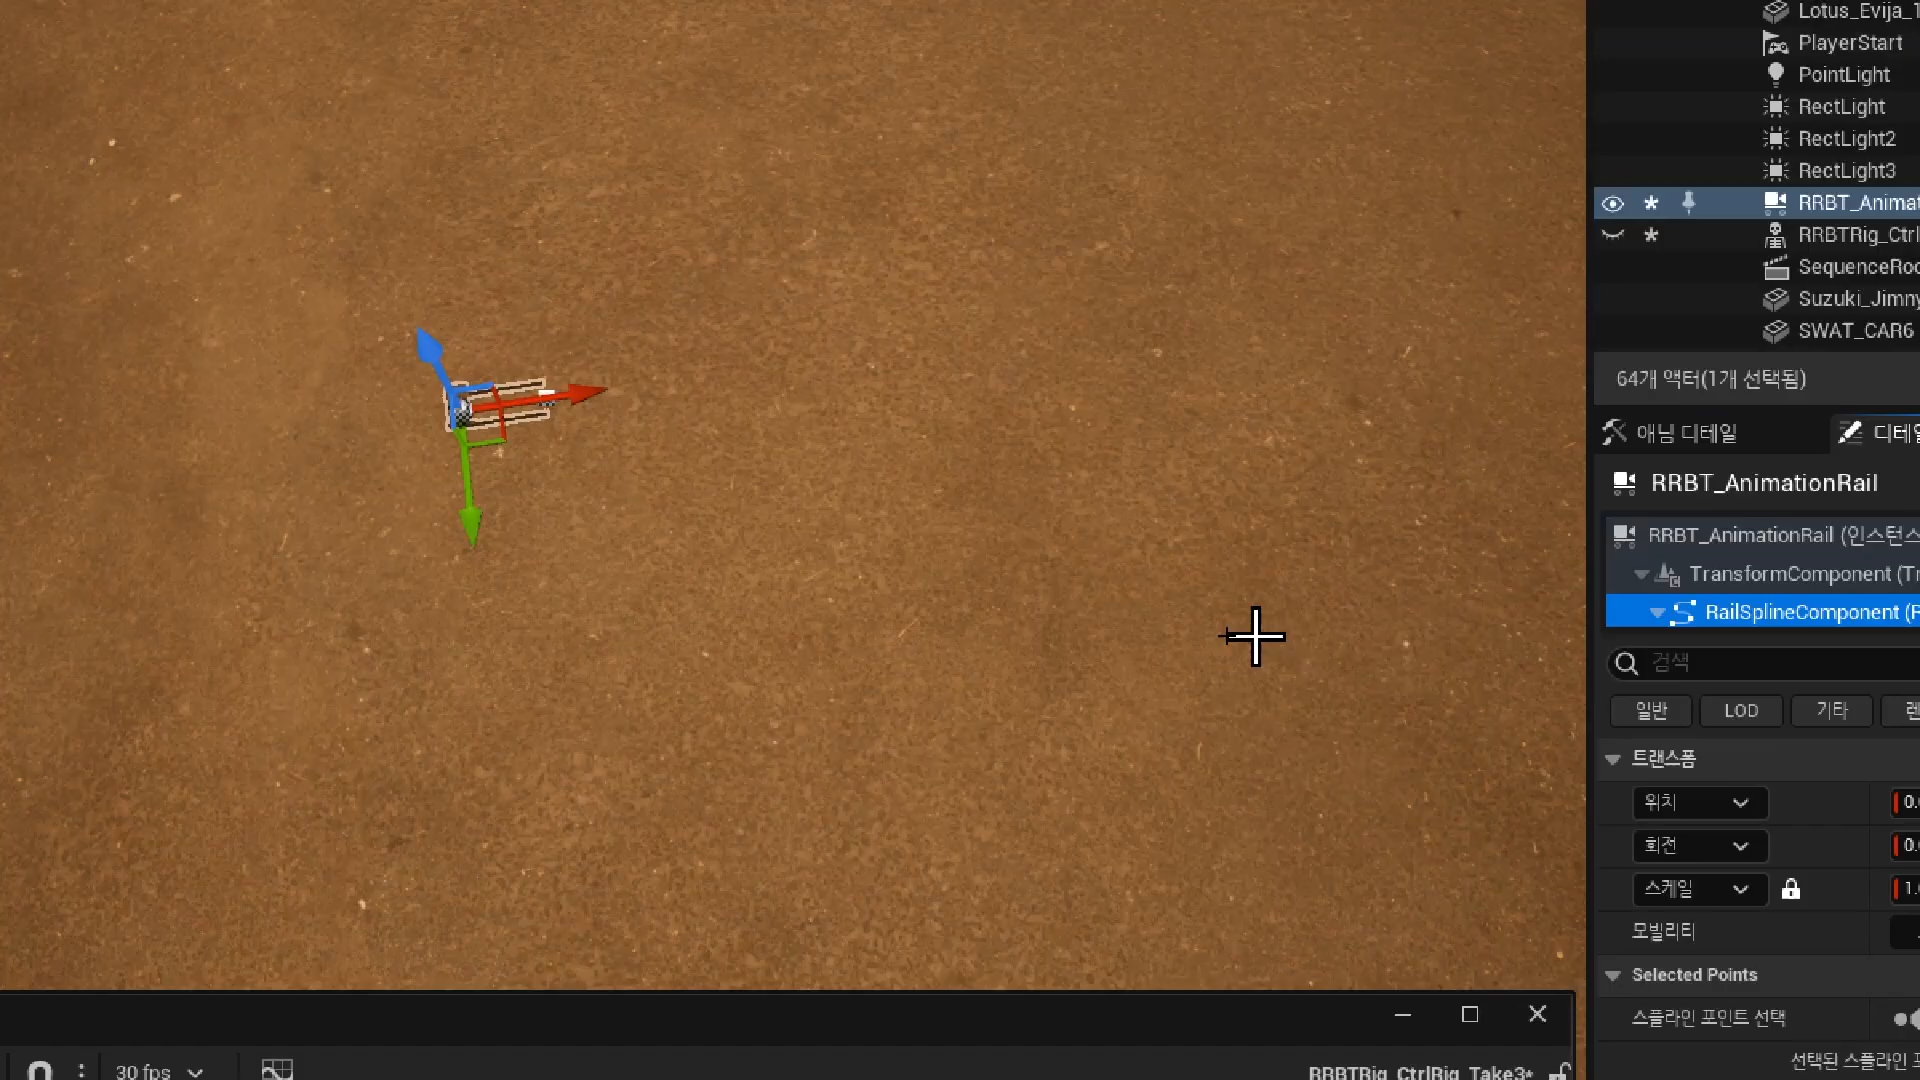 Lotus_Evija_1
PlayerStart
PointLight
RectLight
RectLight2
RectLight3
RRBT_Animat
RRBTRig_Ctrl
SequenceRoo
Suzuki_Jimny
SWAT_CAR6
64개 액터(1개 선택됨)
애님 디테일
디테일
RRBT_AnimationRail
RRBT_AnimationRail (인스턴스
TransformComponent (Tr
RailSplineComponent (R
검색
일반 LOD 기타 렌
트랜스폼
위치 0.
회전 0.
스케일 1.
모빌리티
Selected Points
스플라인 포인트 선택
선택된 스플라인 포
30 fps
RRBTRig_CtrlRig_Take3*